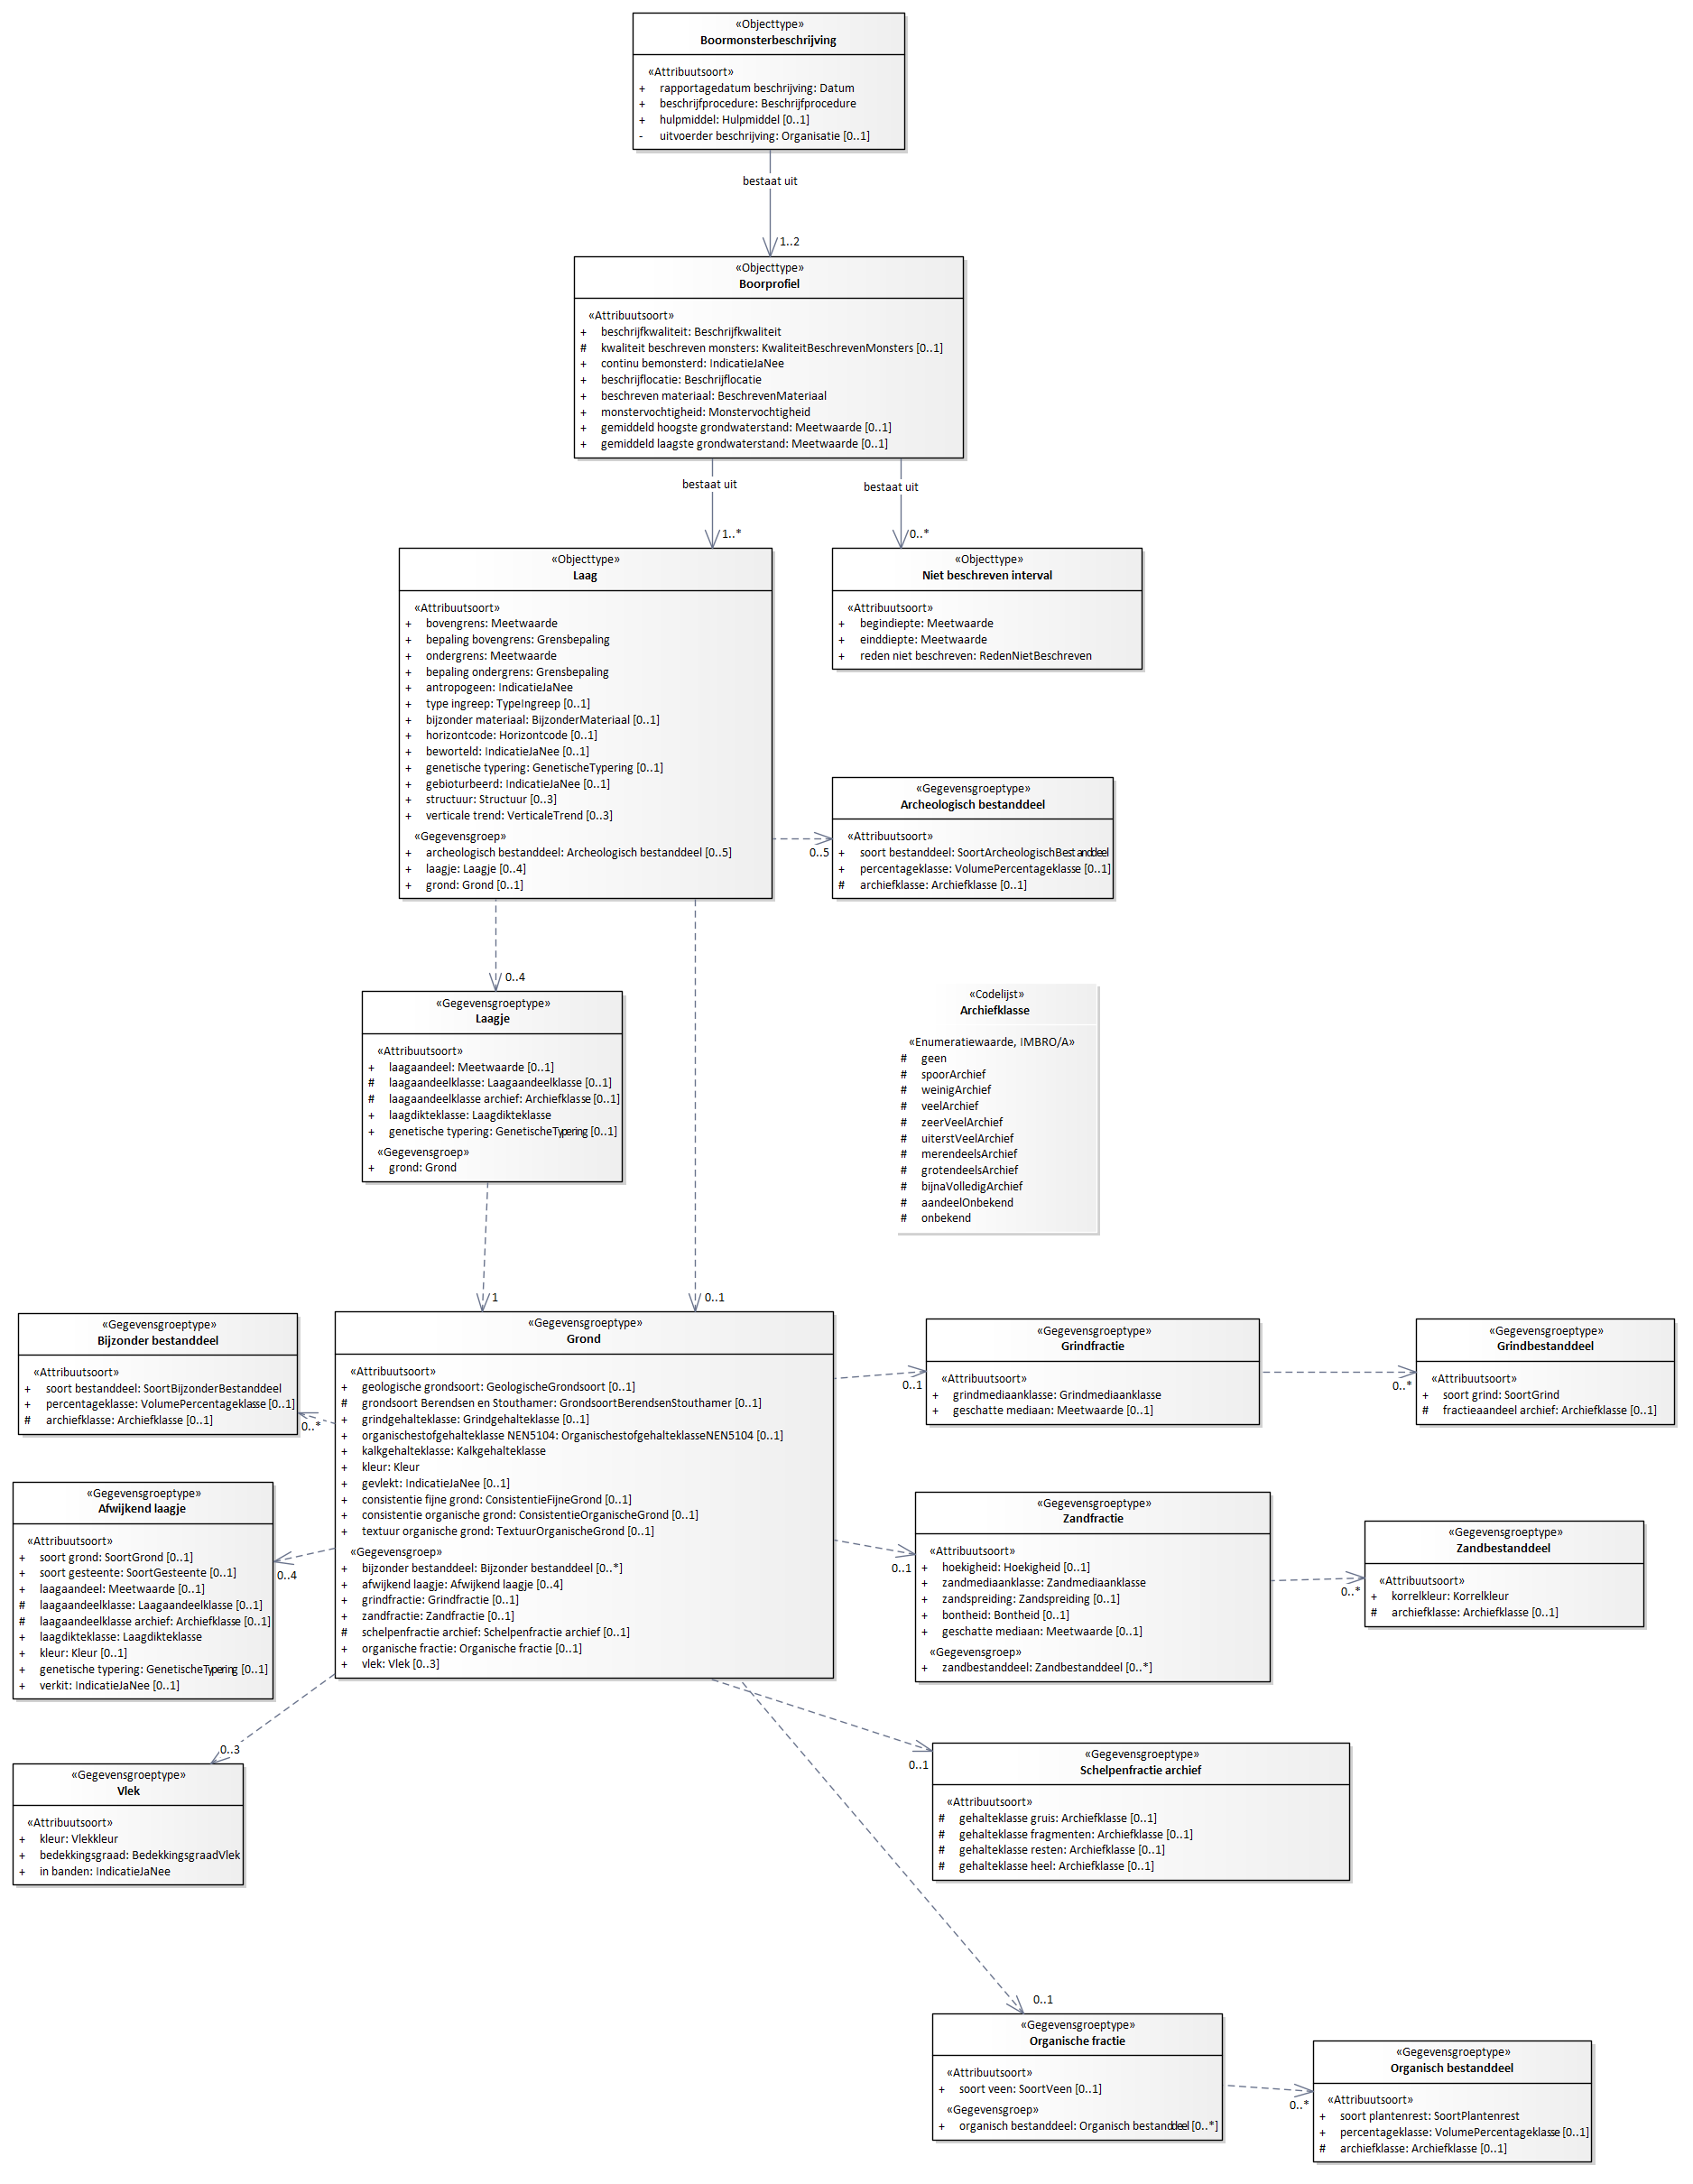 «Objecttype»
Boormonsterbeschrijving
«Attribuutsoort»
+ rapportagedatum beschrijving: Datum
+ beschrijfprocedure: Beschrijfprocedure
+ hulpmiddel: Hulpmiddel [0..1]
- uitvoerder beschrijving: Organisatie [0..1]
bestaat uit
1..2
«Objecttype»
Boorprofiel
«Attribuutsoort»
+ beschrijfkwaliteit: Beschrijfkwaliteit
# kwaliteit beschreven monsters: KwaliteitBeschrevenMonsters [0..1]
+ continu bemonsterd: IndicatieJaNee
+ beschrijflocatie: Beschrijflocatie
+ beschreven materiaal: BeschrevenMateriaal
+ monstervochtigheid: Monstervochtigheid
+ gemiddeld hoogste grondwaterstand: Meetwaarde [0..1]
+ gemiddeld laagste grondwaterstand: Meetwaarde [0..1]
bestaat uit
1..*
bestaat uit
0..*
«Objecttype»
Laag
«Attribuutsoort»
+ bovengrens: Meetwaarde
+ bepaling bovengrens: Grensbepaling
+ ondergrens: Meetwaarde
+ bepaling ondergrens: Grensbepaling
+ antropogeen: IndicatieJaNee
+ type ingreep: TypeIngreep [0..1]
+ bijzonder materiaal: BijzonderMateriaal [0..1]
+ horizontcode: Horizontcode [0..1]
+ beworteld: IndicatieJaNee [0..1]
+ genetische typering: GenetischeTypering [0..1]
+ gebioturbeerd: IndicatieJaNee [0..1]
+ structuur: Structuur [0..3]
+ verticale trend: VerticaleTrend [0..3]
«Gegevensgroep»
+ archeologisch bestanddeel: Archeologisch bestanddeel [0..5]
+ laagje: Laagje [0..4]
+ grond: Grond [0..1]
«Objecttype»
Niet beschreven interval
«Attribuutsoort»
+ begindiepte: Meetwaarde
+ einddiepte: Meetwaarde
+ reden niet beschreven: RedenNietBeschreven
0..5
«Gegevensgroeptype»
Archeologisch bestanddeel
«Attribuutsoort»
+ soort bestanddeel: SoortArcheologischBestanddeel
+ percentageklasse: VolumePercentageklasse [0..1]
# archiefklasse: Archiefklasse [0..1]
0..4
«Gegevensgroeptype»
Laagje
«Attribuutsoort»
+ laagaandeel: Meetwaarde [0..1]
# laagaandeelklasse: Laagaandeelklasse [0..1]
# laagaandeelklasse archief: Archiefklasse [0..1]
+ laagdikteklasse: Laagdikteklasse
+ genetische typering: GenetischeTypering [0..1]
«Gegevensgroep»
+ grond: Grond
«Codelijst»
Archiefklasse
«Enumeratiewaarde, IMBRO/A»
# geen
# spoorArchief
# weinigArchief
# veelArchief
# zeerVeelArchief
# uiterstVeelArchief
# merendeelsArchief
# grotendeelsArchief
# bijnaVolledigArchief
# aandeelOnbekend
# onbekend
1
0..1
«Gegevensgroeptype»
Bijzonder bestanddeel
«Attribuutsoort»
+ soort bestanddeel: SoortBijzonderBestanddeel
+ percentageklasse: VolumePercentageklasse [0..1]
# archiefklasse: Archiefklasse [0..1]
0..*
«Gegevensgroeptype»
Grond
«Attribuutsoort»
+ geologische grondsoort: GeologischeGrondsoort [0..1]
# grondsoort Berendsen en Stouthamer: GrondsoortBerendsenStouthamer [0..1]
+ grindgehalteklasse: Grindgehalteklasse [0..1]
+ organischestofgehalteklasse NEN5104: OrganischestofgehalteklasseNEN5104 [0..1]
+ kalkgehalteklasse: Kalkgehalteklasse
+ kleur: Kleur
+ gevlekt: IndicatieJaNee [0..1]
+ consistentie fijne grond: ConsistentieFijneGrond [0..1]
+ consistentie organische grond: ConsistentieOrganischeGrond [0..1]
+ textuur organische grond: TextuurOrganischeGrond [0..1]
«Gegevensgroep»
+ bijzonder bestanddeel: Bijzonder bestanddeel [0..*]
+ afwijkend laagje: Afwijkend laagje [0..4]
+ grindfractie: Grindfractie [0..1]
+ zandfractie: Zandfractie [0..1]
# schelpenfractie archief: Schelpenfractie archief [0..1]
+ organische fractie: Organische fractie [0..1]
+ vlek: Vlek [0..3]
0..1
«Gegevensgroeptype»
Grindfractie
«Attribuutsoort»
+ grindmediaanklasse: Grindmediaanklasse
+ geschatte mediaan: Meetwaarde [0..1]
0..*
«Gegevensgroeptype»
Grindbestanddeel
«Attribuutsoort»
+ soort grind: SoortGrind
# fractieaandeel archief: Archiefklasse [0..1]
«Gegevensgroeptype»
Afwijkend laagje
«Attribuutsoort»
+ soort grond: SoortGrond [0..1]
+ soort gesteente: SoortGesteente [0..1]
+ laagaandeel: Meetwaarde [0..1]
# laagaandeelklasse: Laagaandeelklasse [0..1]
# laagaandeelklasse archief: Archiefklasse [0..1]
+ laagdikteklasse: Laagdikteklasse
+ kleur: Kleur [0..1]
+ genetische typering: GenetischeTypering [0..1]
+ verkit: IndicatieJaNee [0..1]
0..4
0..1
«Gegevensgroeptype»
Zandfractie
«Attribuutsoort»
+ hoekigheid: Hoekigheid [0..1]
+ zandmediaanklasse: Zandmediaanklasse
+ zandspreiding: Zandspreiding [0..1]
+ bontheid: Bontheid [0..1]
+ geschatte mediaan: Meetwaarde [0..1]
«Gegevensgroep»
+ zandbestanddeel: Zandbestanddeel [0..*]
0..*
«Gegevensgroeptype»
Zandbestanddeel
«Attribuutsoort»
+ korrelkleur: Korrelkleur
# archiefklasse: Archiefklasse [0..1]
0..3
«Gegevensgroeptype»
Vlek
«Attribuutsoort»
+ kleur: Vlekkleur
+ bedekkingsgraad: BedekkingsgraadVlek
+ in banden: IndicatieJaNee
0..1
«Gegevensgroeptype»
Schelpenfractie archief
«Attribuutsoort»
# gehalteklasse gruis: Archiefklasse [0..1]
# gehalteklasse fragmenten: Archiefklasse [0..1]
# gehalteklasse resten: Archiefklasse [0..1]
# gehalteklasse heel: Archiefklasse [0..1]
0..1
«Gegevensgroeptype»
Organische fractie
«Attribuutsoort»
+ soort veen: SoortVeen [0..1]
«Gegevensgroep»
+ organisch bestanddeel: Organisch bestanddeel [0..*]
0..*
«Gegevensgroeptype»
Organisch bestanddeel
«Attribuutsoort»
+ soort plantenrest: SoortPlantenrest
+ percentageklasse: VolumePercentageklasse [0..1]
# archiefklasse: Archiefklasse [0..1]